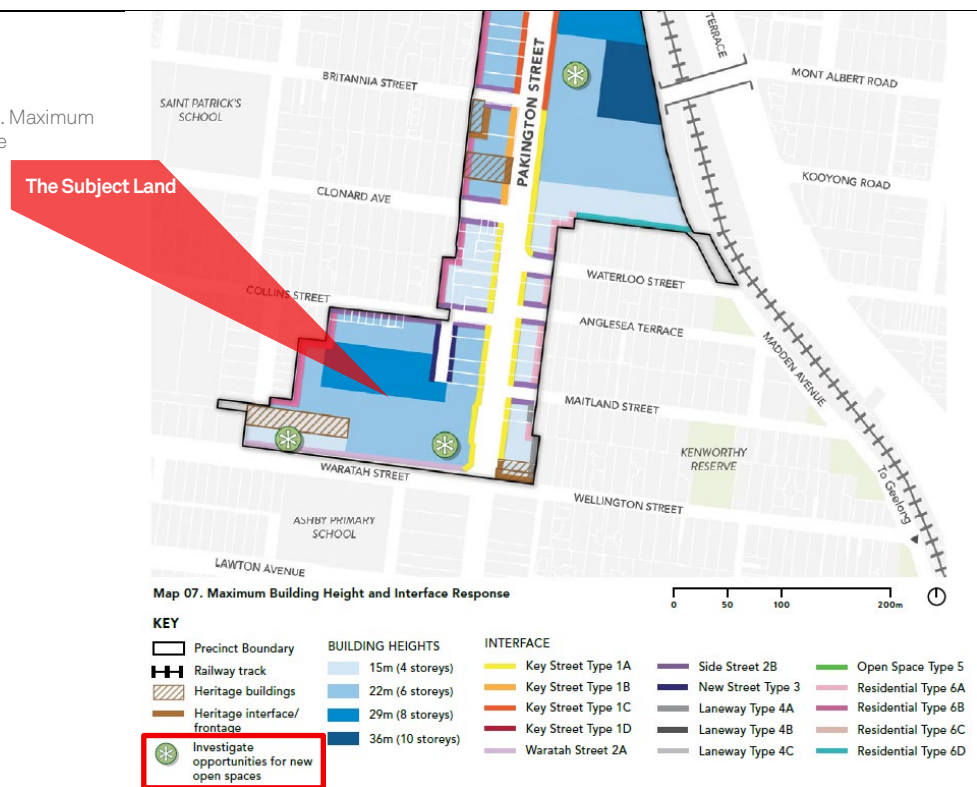 . Maximum
e
The Subject Land
TERRACE
BRITANNIA STREET
MONT ALBERT ROAD
SAINT PATRICK'S
SCHOOL
PAKINGTON STREET
KOOYONG ROAD
CLONARD AVE
WATERLOO STREET
COLLINS STREET
ANGLESEA TERRACE
MADDEN AVENUE
MAITLAND STREET
KENWORTHY
RESERVE
To Geelong
WARATAH STREET
WELLINGTON STREET
ASHBY PRIMARY
SCHOOL
LAWTON AVENUE
Map 07. Maximum Building Height and Interface Response
0 50 100 200m
KEY
Precinct Boundary
Railway track
Heritage buildings
Heritage interface/
frontage
Investigate
opportunities for new
open spaces
BUILDING HEIGHTS
15m (4 storeys)
22m (6 storeys)
29m (8 storeys)
36m (10 storeys)
INTERFACE
Key Street Type 1A
Key Street Type 1B
Key Street Type 1C
Key Street Type 1D
Waratah Street 2A
Side Street 2B
New Street Type 3
Laneway Type 4A
Laneway Type 4B
Laneway Type 4C
Open Space Type 5
Residential Type 6A
Residential Type 6B
Residential Type 6C
Residential Type 6D